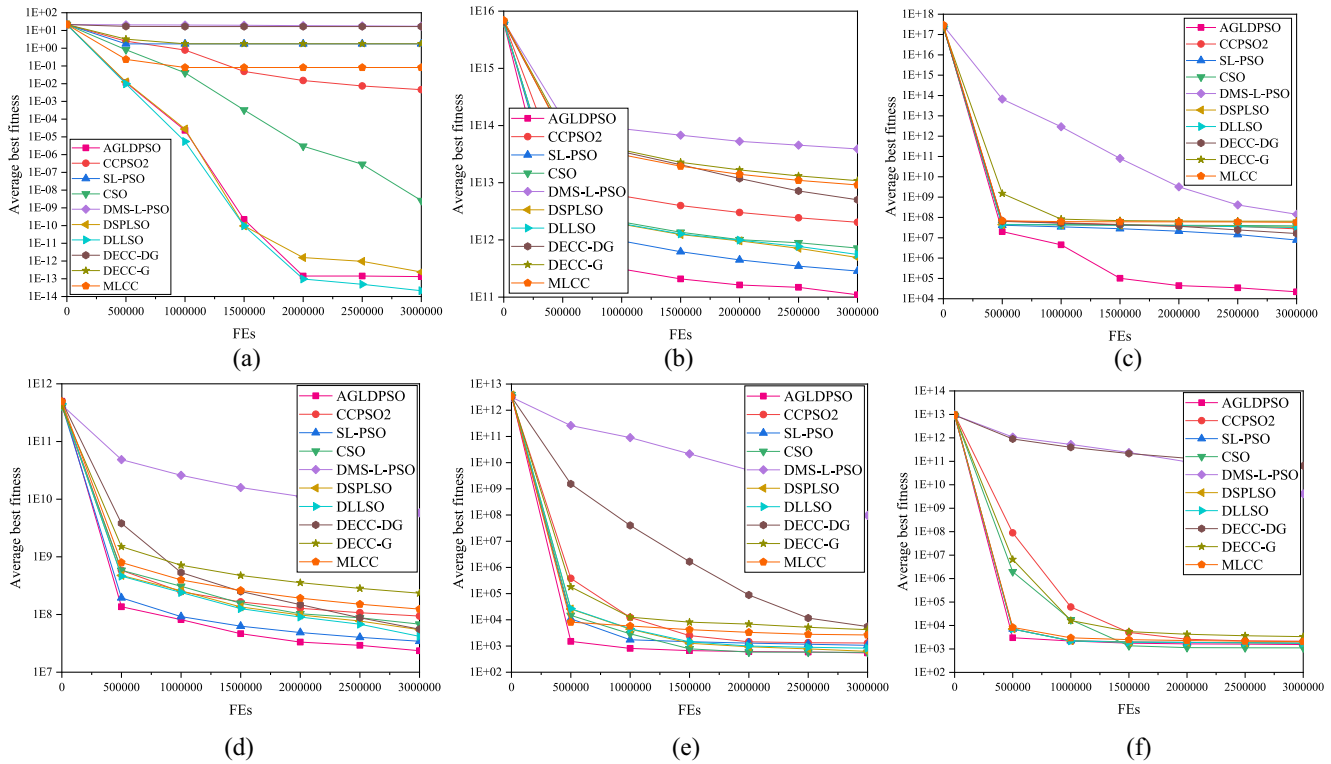 1E+02
1E+01
1E+00
1E-01
1E-02
1E-03
1E-04
1E-05
1E-06
1E-07
1E-08
1E-09
1E-10
1E-11
1E-12
1E-13
1E-14
Average best fitness
AGLDPSO
CCPSO2
SL-PSO
CSO
DMS-L-PSO
DSPLSO
DLLSO
DECC-DG
DECC-G
MLCC
0 500000 1000000 1500000 2000000 2500000 3000000
FEs
(a)
1E16
1E15
1E14
1E13
1E12
1E11
Average best fitness
AGLDPSO
CCPSO2
SL-PSO
CSO
DMS-L-PSO
DSPLSO
DLLSO
DECC-DG
DECC-G
MLCC
0 500000 1000000 1500000 2000000 2500000 3000000
FEs
(b)
1E+18
1E+17
1E+16
1E+15
1E+14
1E+13
1E+12
1E+11
1E+10
1E+09
1E+08
1E+07
1E+06
1E+05
1E+04
Average best fitness
AGLDPSO
CCPSO2
SL-PSO
CSO
DMS-L-PSO
DSPLSO
DLLSO
DECC-DG
DECC-G
MLCC
0 500000 1000000 1500000 2000000 2500000 3000000
FEs
(c)
1E12
1E11
1E10
1E9
1E8
1E7
Average best fitness
AGLDPSO
CCPSO2
SL-PSO
CSO
DMS-L-PSO
DSPLSO
DLLSO
DECC-DG
DECC-G
MLCC
0 500000 1000000 1500000 2000000 2500000 3000000
FEs
(d)
1E+13
1E+12
1E+11
1E+10
1E+09
1E+08
1E+07
1E+06
1E+05
1E+04
1E+03
1E+02
Average best fitness
AGLDPSO
CCPSO2
SL-PSO
CSO
DMS-L-PSO
DSPLSO
DLLSO
DECC-DG
DECC-G
MLCC
0 500000 1000000 1500000 2000000 2500000 3000000
FEs
(e)
1E+14
1E+13
1E+12
1E+11
1E+10
1E+09
1E+08
1E+07
1E+06
1E+05
1E+04
1E+03
1E+02
Average best fitness
AGLDPSO
CCPSO2
SL-PSO
CSO
DMS-L-PSO
DSPLSO
DLLSO
DECC-DG
DECC-G
MLCC
0 500000 1000000 1500000 2000000 2500000 3000000
FEs
(f)